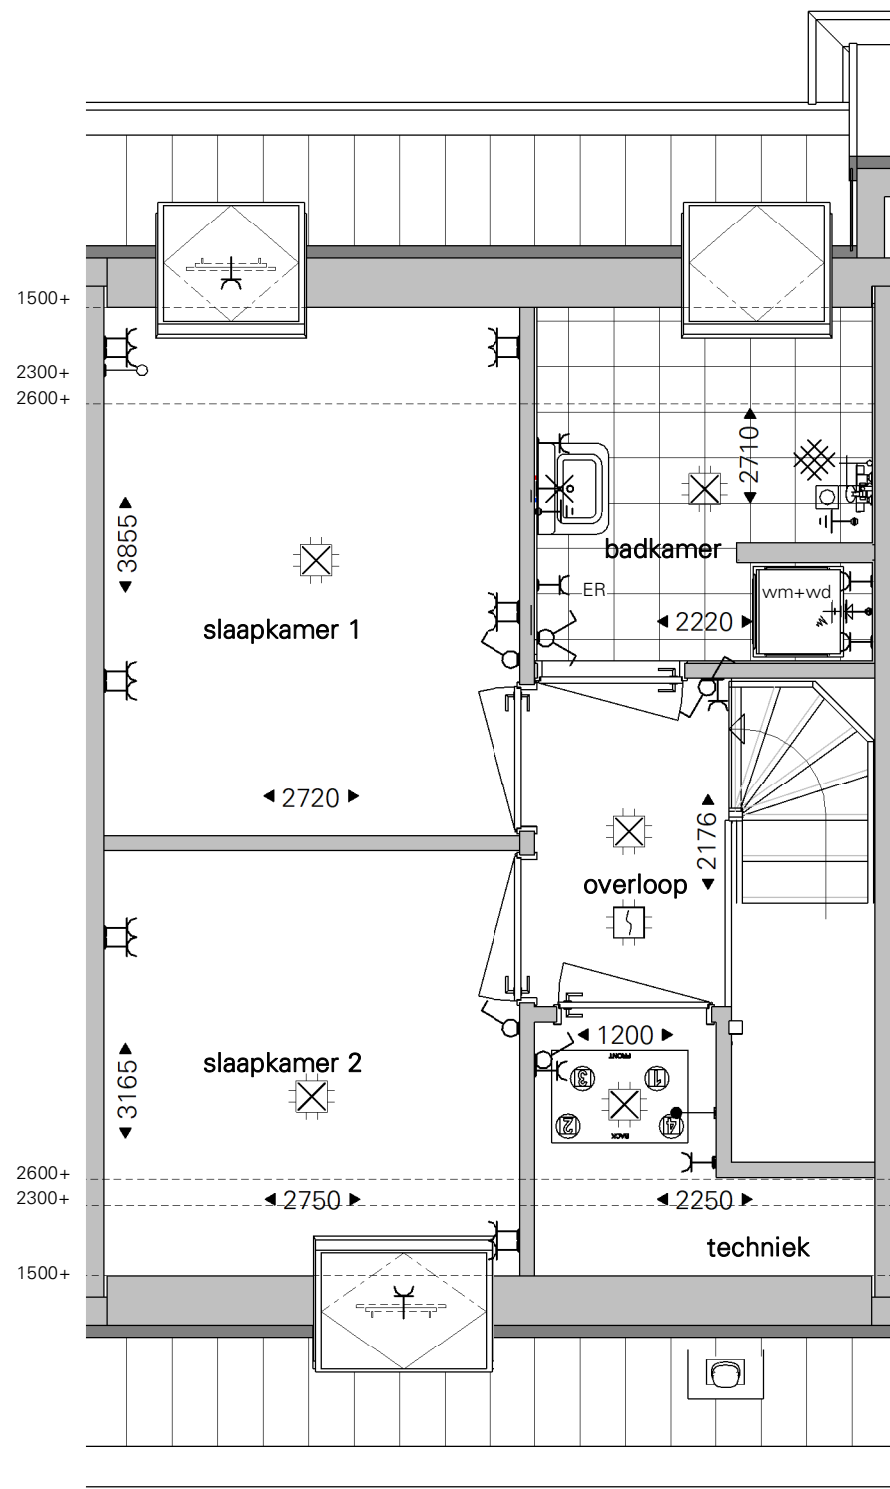 1500+
2300+
2600+
2710
3855
badkamer
ER
wm+wd
2220
slaapkamer 1
2720
2176
overloop
1200
FRONT
3
1
slaapkamer 2
3165
2
4
BACK
2600+
2300+
2750
2250
techniek
1500+